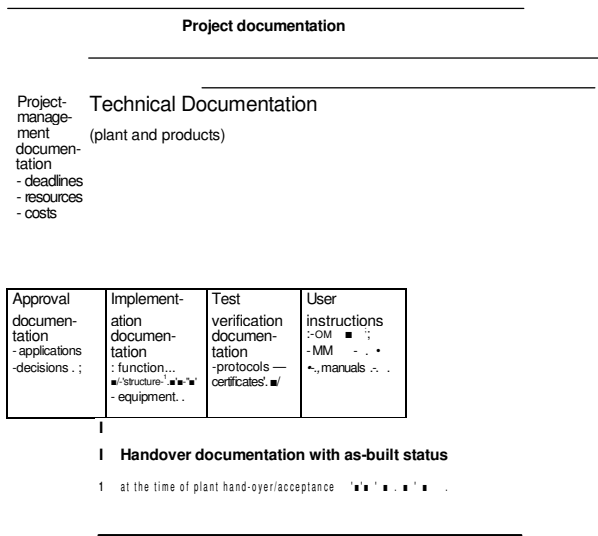 Project documentation
Project-
manage-
ment
documen-
tation
- deadlines
- resources
- costs
Technical Documentation
(plant and products)
Approval
documen-
tation
- applications
-decisions . ;
Implement-
ation
documen-
tation
: function...
■/-'structure-
- equipment. .
Test
verification
documen-
tation
-protocols —
certificates'. ■/
User
instructions
:-OM ■ ;
- MM - . •
manuals
I
I Handover documentation with as-built status
1 at the time of plant hand-oyer/acceptance